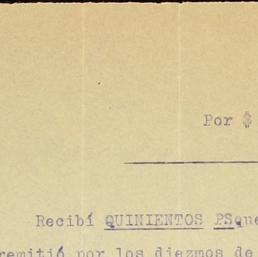 Por $
Recibí QUINIENTOS PSque
remitió por los diezmos de